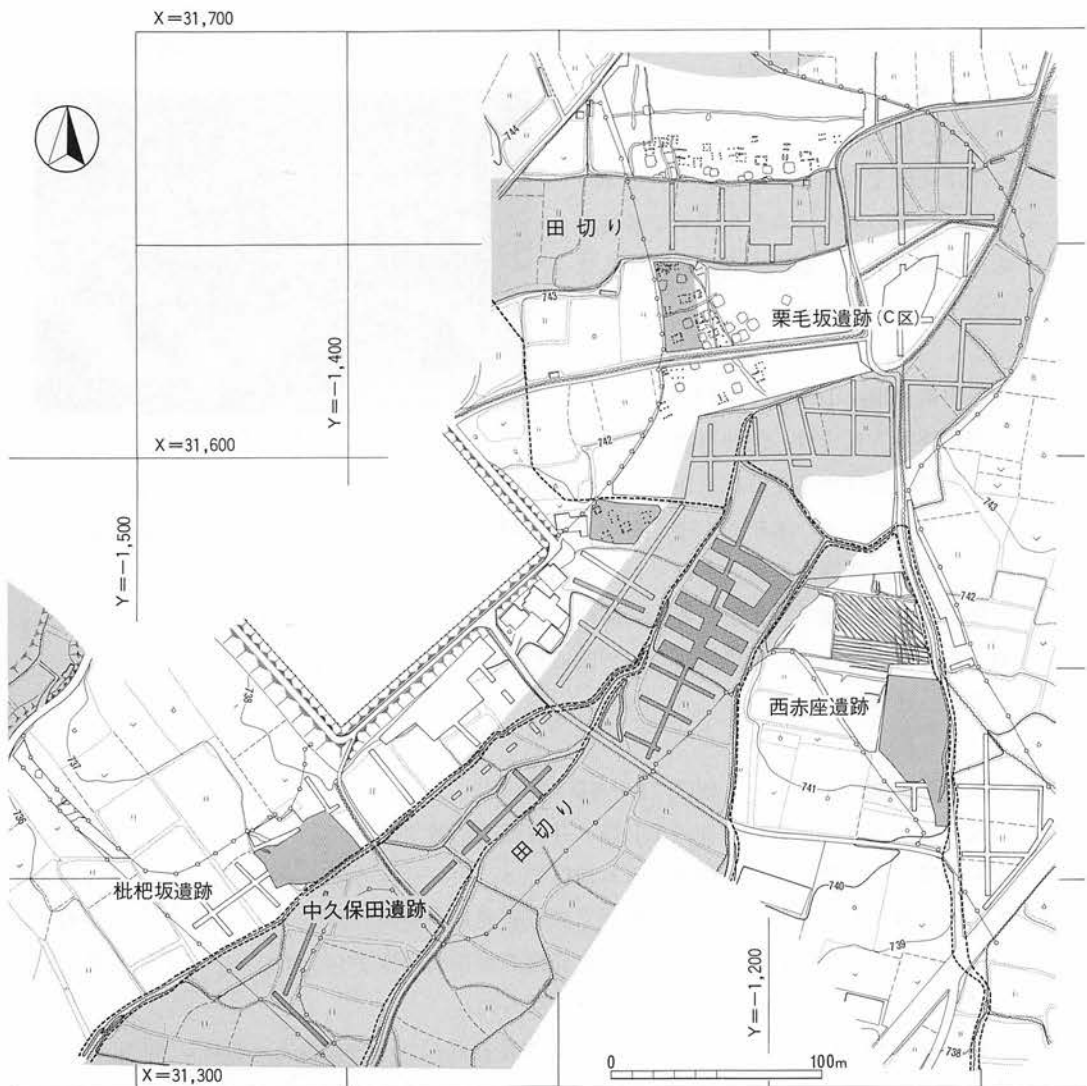 X=31,700
744
田切り
743
栗毛坂遺跡(C区)
Y=-1,400
742
X=31,600
743
Y=-1,500
742
西赤座遺跡
738
737
741
736
田切り
740
枇杷坂遺跡
中久保田遺跡
739
Y=-1,200
0 100m
738
X=31,300